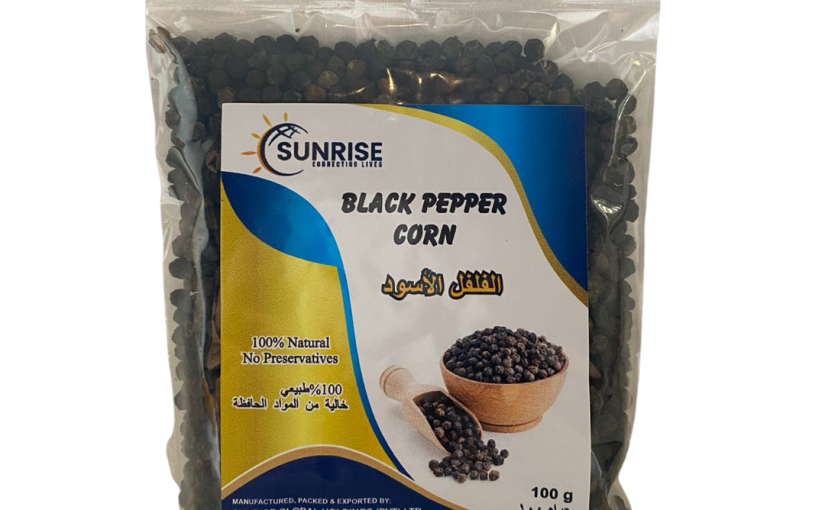 SUNRISE
CONNECTING LIVES
BLACK PEPPER
CORN
الفلفل الأسود
100% Natural
No Preservatives
100%طبيعي
خالية من المواد الحافظة
100 g
MANUFACTURED, PACKED & EXPORTED BY: